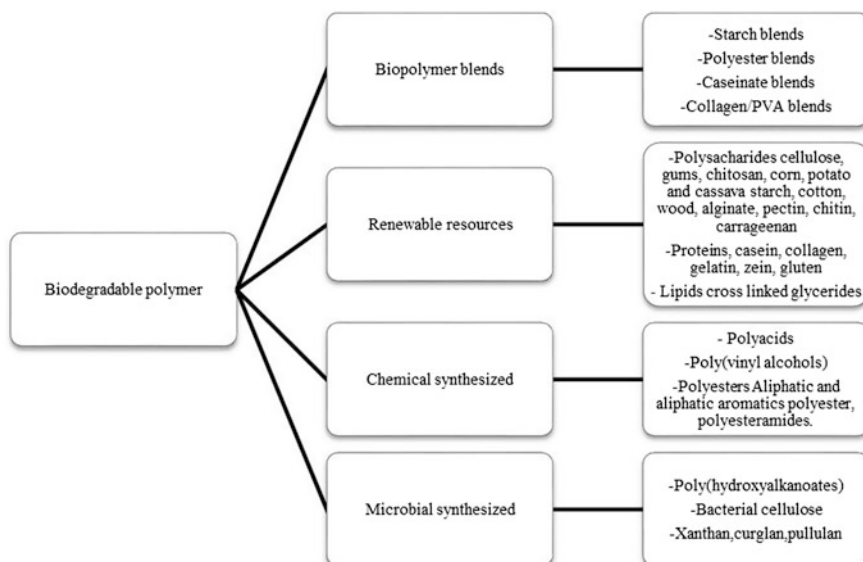 Biodegradable polymer
Biopolymer blends
-Starch blends
-Polyester blends
-Caseinate blends
-Collagen/PVA blends
Renewable resources
-Polysacharides cellulose,
gums, chitosan, corn, potato
and cassava starch, cotton,
wood, alginate, pectin, chitin,
carrageenan
-Proteins, casein, collagen,
gelatin, zein, gluten
- Lipids cross linked glycerides
Chemical synthesized
- Polyacids
-Poly(vinyl alcohols)
-Polyesters Aliphatic and
aliphatic aromatics polyester,
polyesteramides.
Microbial synthesized
-Poly(hydroxyalkanoates)
-Bacterial cellulose
-Xanthan,curglan,pullulan